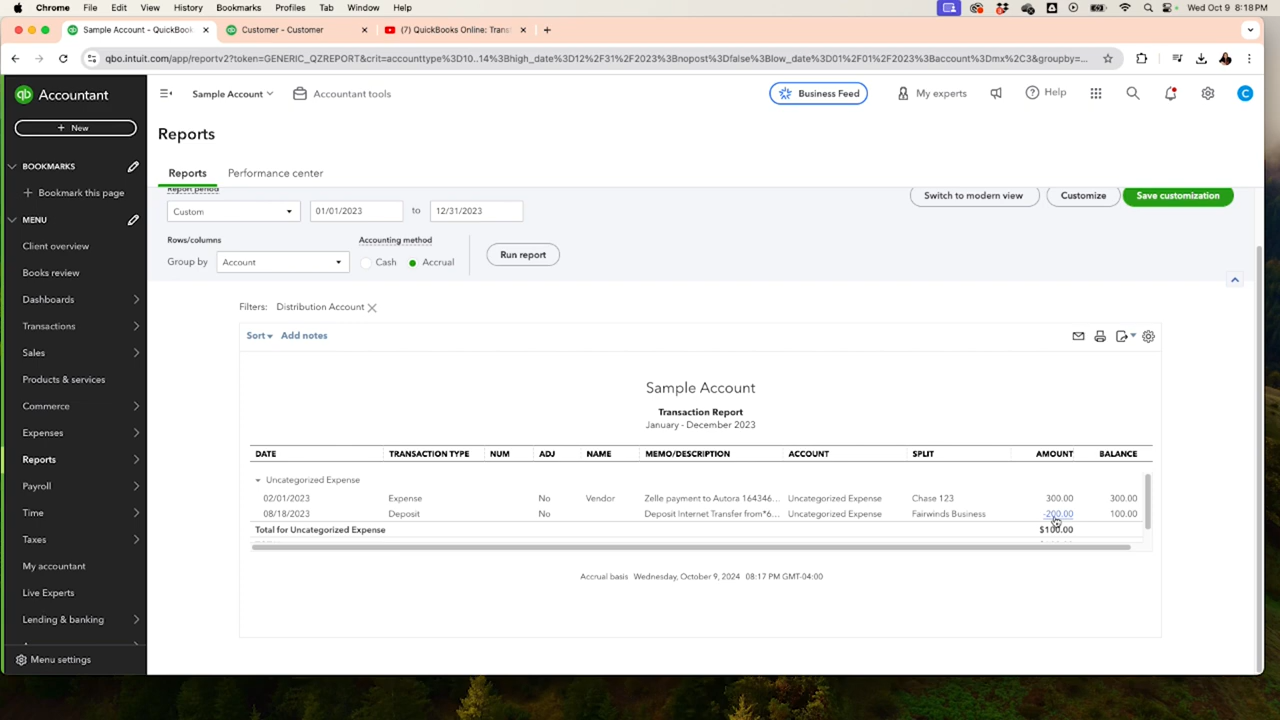 Chrome File Edit View History Bookmarks Profiles Tab Window Help Wed Oct 9 8:18 PM
Sample Account - QuickBook Customer - Customer (7) QuickBooks Online: Trans
qbo.intuit.com/app/reportv2?token=GENERIC_QZREPORT&crit=accounttype%3D10..14%3Bhigh_date%3D12%2F31%2F2023%3Bnopost%3Dfalse%3Blow_date%3D01%2F01%2F2023%3Baccount%3Dmx%2C3&groupby=...
qb Accountant
Sample Account Accountant tools Business Feed My experts Help C
+ New
Reports
BOOKMARKS
Reports Performance center
Bookmark this page
Report period
Switch to modern view Customize Save customization
MENU
Custom 01/01/2023 to 12/31/2023
Client overview
Rows/columns Accounting method
Group by Account Cash Accrual Run report
Books review
Dashboards
Transactions
Sales
Products & services
Commerce
Expenses
Reports
Payroll
Time
Taxes
My accountant
Live Experts
Lending & banking
Menu settings
Filters: Distribution Account
Sort Add notes
Sample Account
Transaction Report
January - December 2023
DATE TRANSACTION TYPE NUM ADJ NAME MEMO/DESCRIPTION ACCOUNT SPLIT AMOUNT BALANCE
Uncategorized Expense
02/01/2023 Expense No Vendor Zelle payment to Autora 164346... Uncategorized Expense Chase 123 300.00 300.00
08/18/2023 Deposit No Deposit Internet Transfer from*6... Uncategorized Expense Fairwinds Business -200.00 100.00
Total for Uncategorized Expense $100.00
Accrual basis Wednesday, October 9, 2024 08:17 PM GMT-04:00